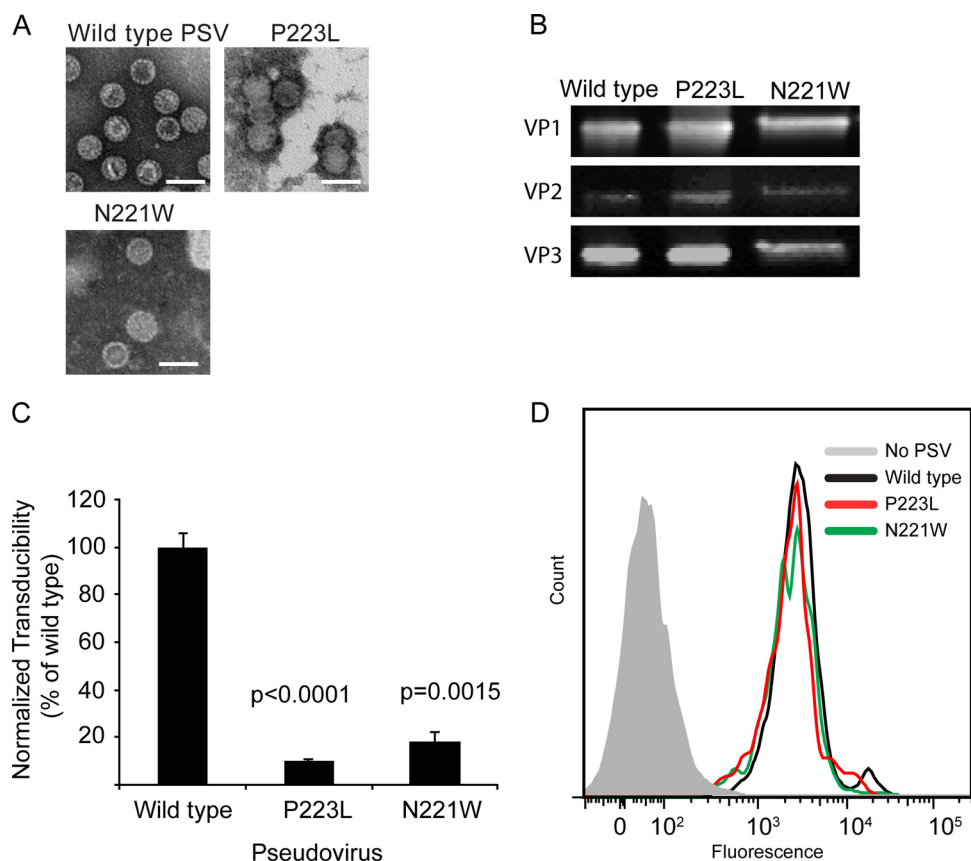 A
Wild type PSV
P223L
N221W
B
Wild type P223L N221W
VP1
VP2
VP3
C
Normalized Transducibility
(% of wild type)
120
100
80
60
40
20
p<0.0001
p=0.0015
Wild type P223L N221W
Pseudovirus
D
No PSV
Wild type
P223L
N221W
Count
0 10² 10³ 10⁴ 10⁵
Fluorescence